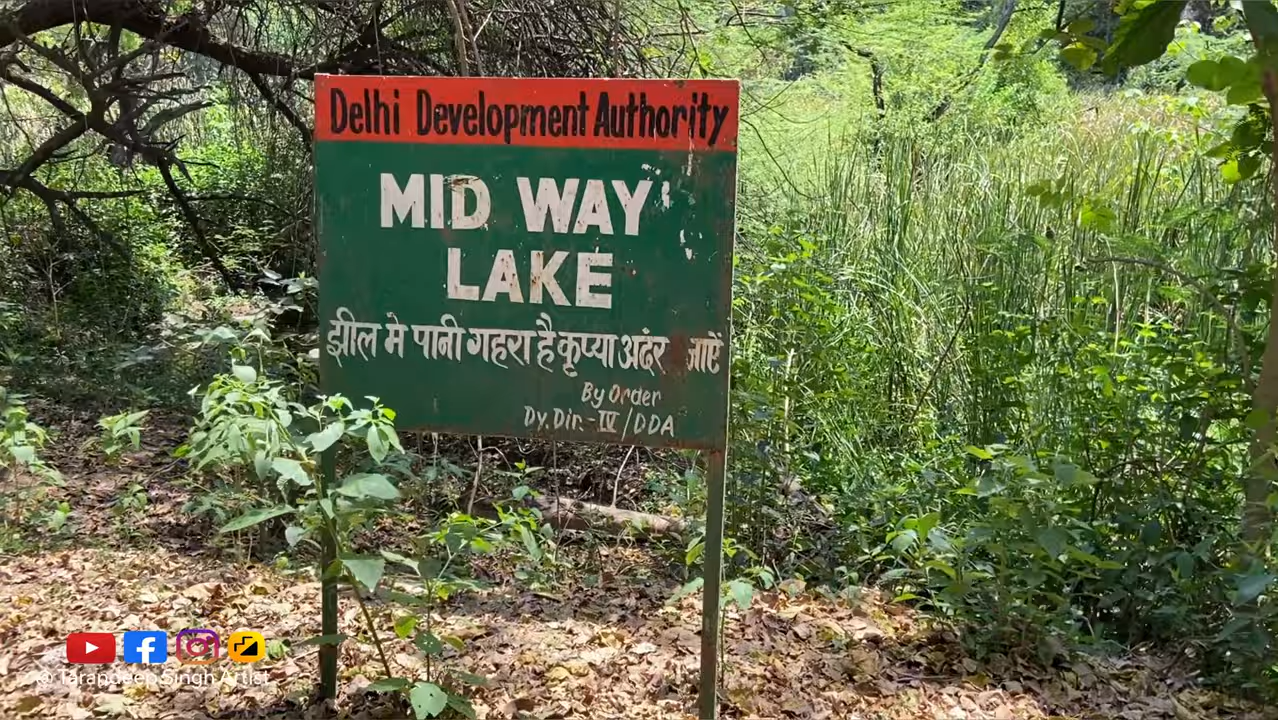 Delhi Development Authority
MID WAY
LAKE
झील मे पानी गहरा है कृप्या अदंर जाऐं
By Order
Dy. Dir.-IV/DDA
@ Tarandeep Singh Artist